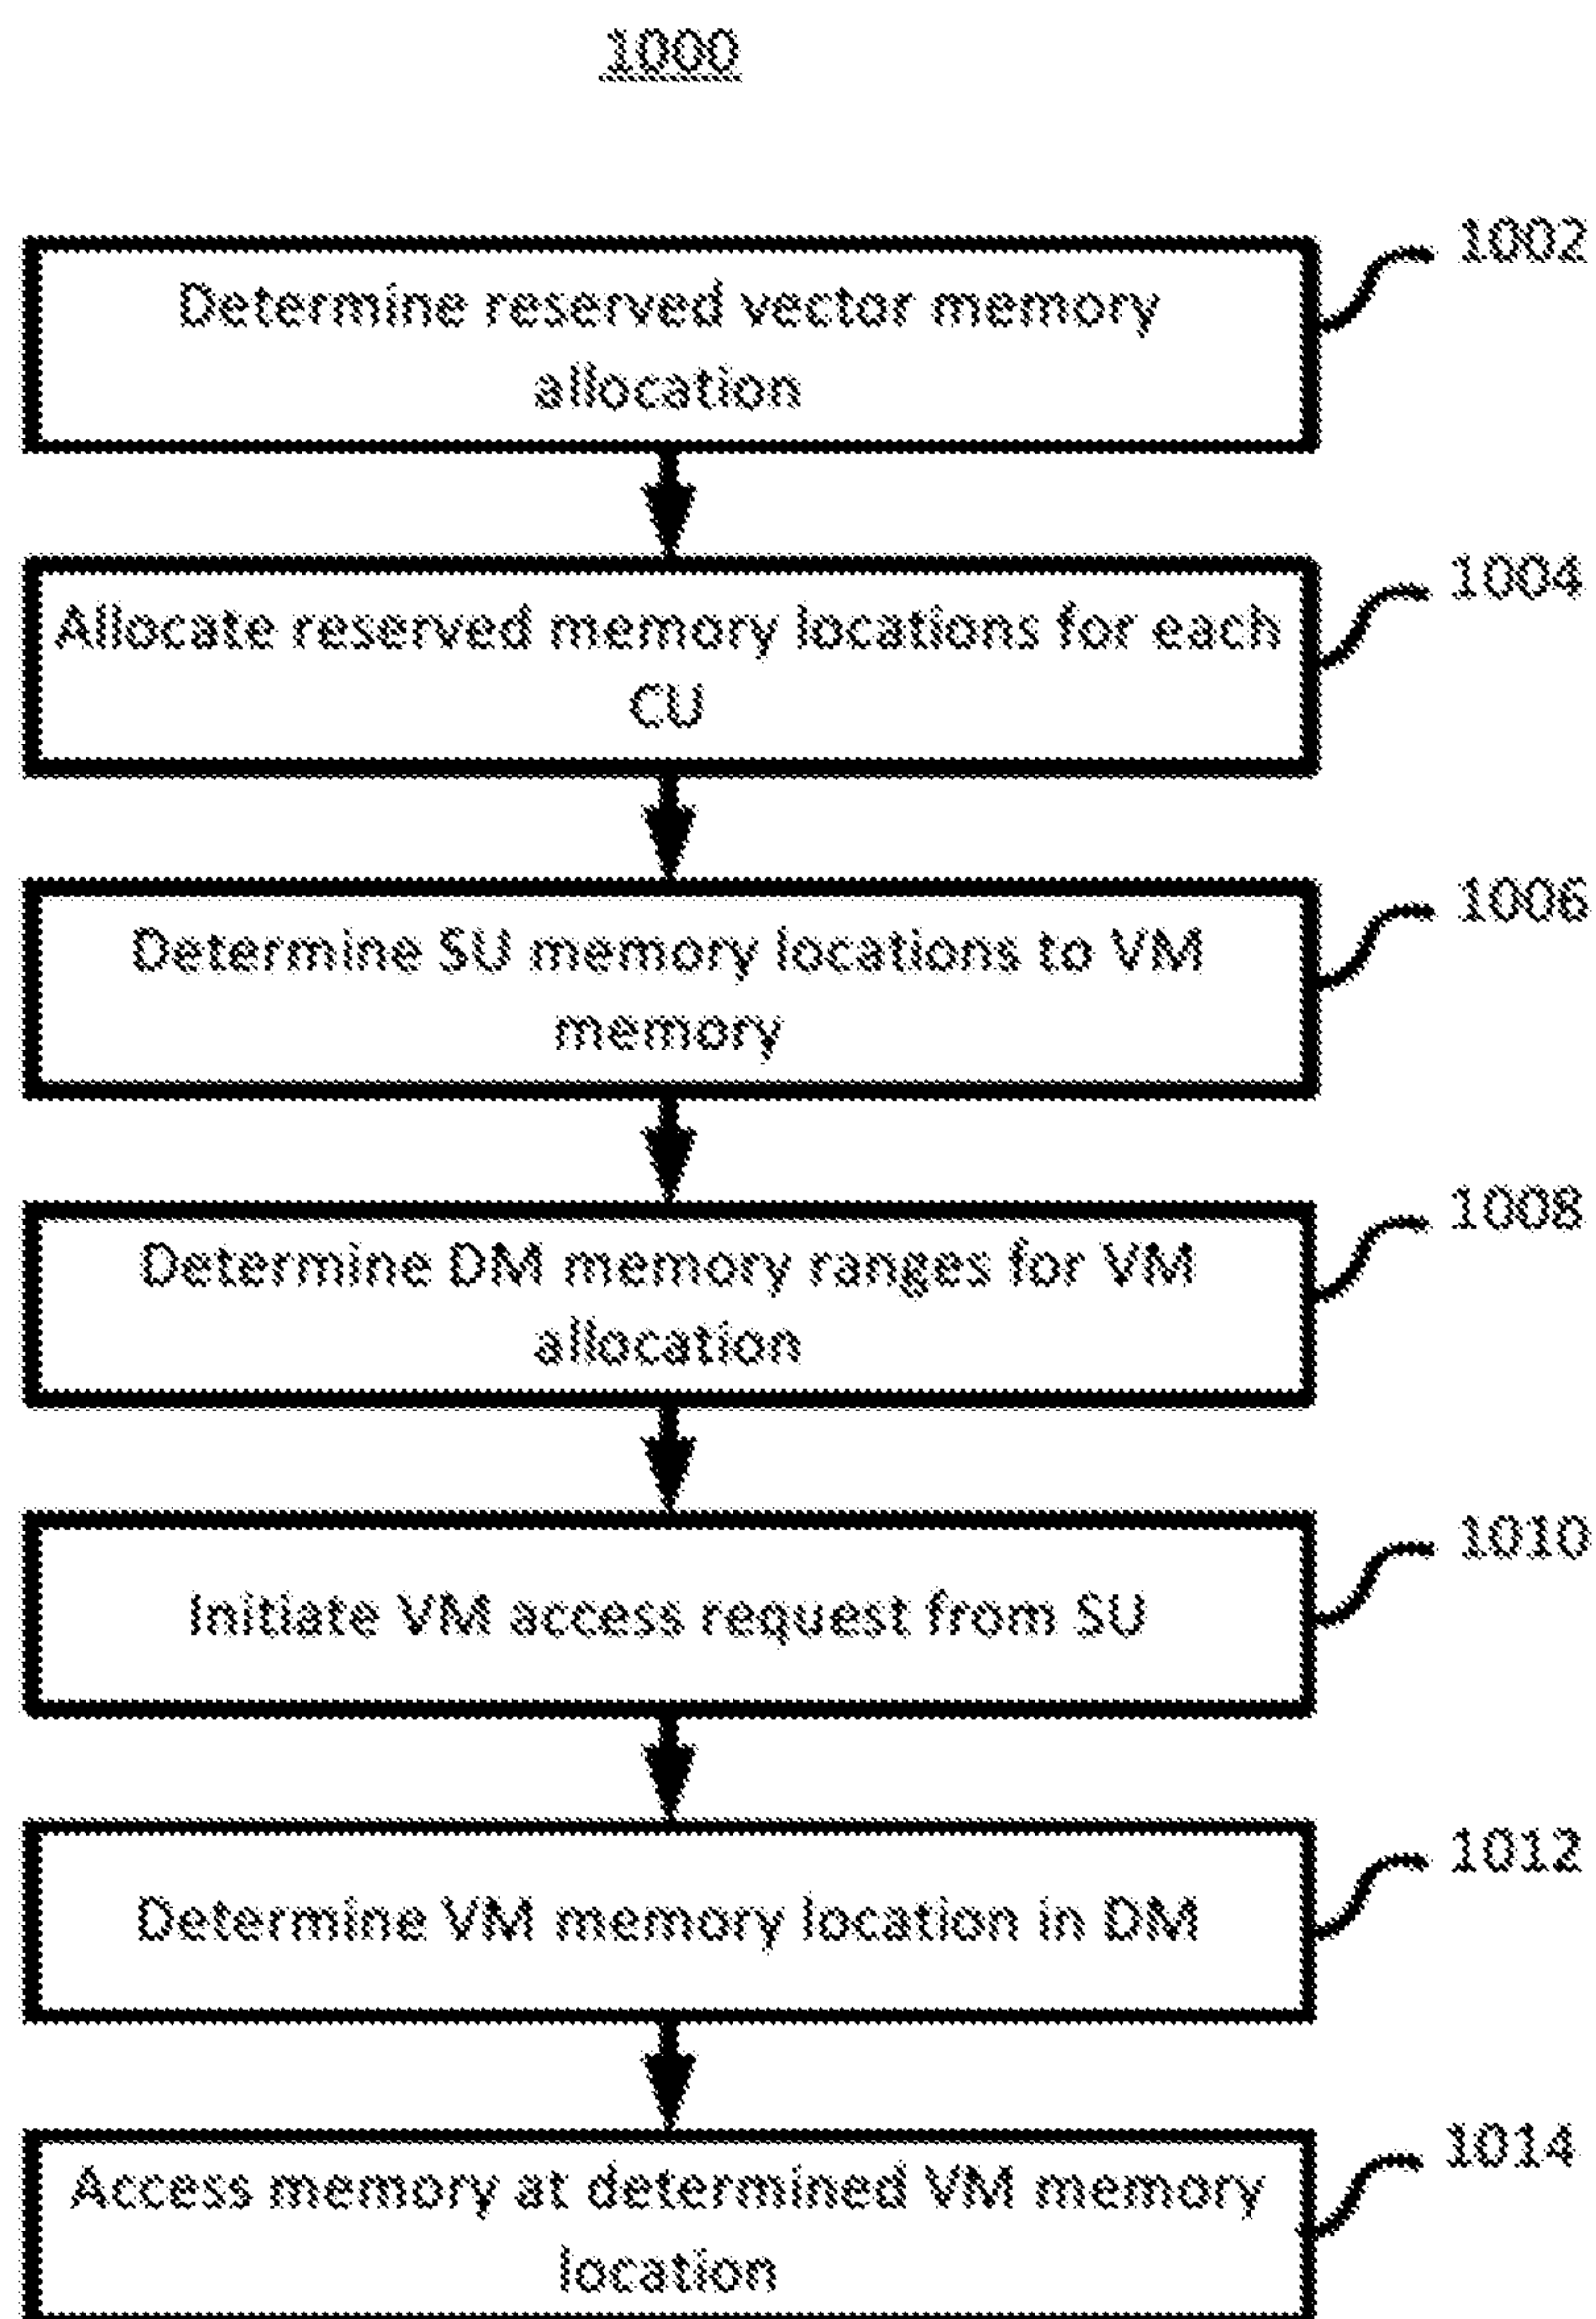 1000
Determine reserved vector memory
allocation
1002
Allocate reserved memory locations for each
CU
1004
Determine SU memory locations to VM
memory
1006
Determine DM memory ranges for VM
allocation
1008
Initiate VM access request from SU
1010
Determine VM memory location in DM
1012
Access memory at determined VM memory
location
1014